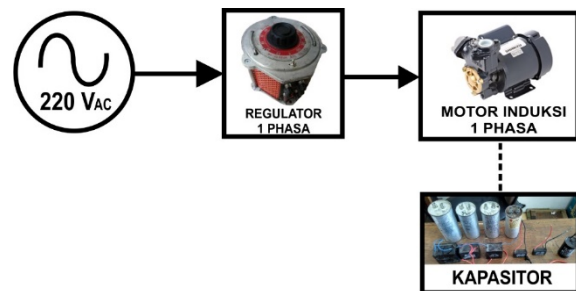 220 VAC
REGULATOR
1 PHASA
MOTOR INDUKSI
1 PHASA
KAPASITOR